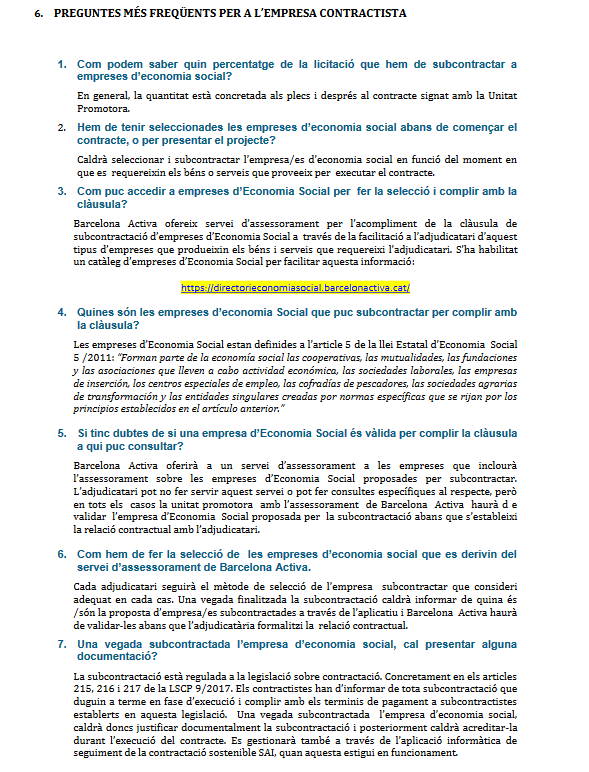 6. PREGUNTES MÉS FREQÜENTS PER A L’EMPRESA CONTRACTISTA
1. Com podem saber quin percentatge de la licitació que hem de subcontractar a
empreses d’economia social?
En general, la quantitat està concretada als plecs i després al contracte signat amb la Unitat
Promotora.
2. Hem de tenir seleccionades les empreses d’economia social abans de començar el
contracte, o per presentar el projecte?
Caldrà seleccionar i subcontractar l’empresa/es d’economia social en funció del moment en
que es requereixin els béns o serveis que proveeix per executar el contracte.
3. Com puc accedir a empreses d’Economia Social per fer la selecció i complir amb la
clàusula?
Barcelona Activa ofereix servei d’assessorament per l’acompliment de la clàusula de
subcontractació d’empreses d’Economia Social a través de la facilitació a l’adjudicatari d’aquest
tipus d’empreses que produeixin els béns i serveis que requereixi l’adjudicatari. S’ha habilitat
un catàleg d’empreses d’Economia Social per facilitar aquesta informació:
https://directorieconomiasocial.barcelonactiva.cat/
4. Quines són les empreses d’economia Social que puc subcontractar per complir amb
la clàusula?
Les empreses d’Economia Social estan definides a l’article 5 de la llei Estatal d’Economia Social
5 /2011: “Forman parte de la economía social las cooperativas, las mutualidades, las fundaciones
y las asociaciones que lleven a cabo actividad económica, las sociedades laborales, las empresas
de inserción, los centros especiales de empleo, las cofradías de pescadores, las sociedades agrarias
de transformación y las entidades singulares creadas por normas específicas que se rijan por los
principios establecidos en el artículo anterior.”
5. Si tinc dubtes de si una empresa d’Economia Social és vàlida per complir la clàusula
a qui puc consultar?
Barcelona Activa oferirà a un servei d’assessorament a les empreses que inclourà
l’assessorament sobre les empreses d’Economia Social proposades per subcontractar.
L’adjudicatari pot no fer servir aquest servei o pot fer consultes específiques al respecte, però
en tots els casos la unitat promotora amb l’assessorament de Barcelona Activa haurà d e
validar l’empresa d’Economia Social proposada per la subcontractació abans que s’estableixi
la relació contractual amb l’adjudicatari.
6. Com hem de fer la selecció de les empreses d’economia social que es derivin del
servei d’assessorament de Barcelona Activa.
Cada adjudicatari seguirà el mètode de selecció de l’empresa subcontractar que consideri
adequat en cada cas. Una vegada finalitzada la subcontractació caldrà informar de quina és
/són la proposta d’empresa/es subcontractades a través de l’aplicatiu i Barcelona Activa haurà
de validar-les abans que l’adjudicatària formalitzi la relació contractual.
7. Una vegada subcontractada l’empresa d’economia social, cal presentar alguna
documentació?
La subcontractació està regulada a la legislació sobre contractació. Concretament en els articles
215, 216 i 217 de la LSCP 9/2017. Els contractistes han d’informar de tota subcontractació que
duguin a terme en fase d’execució i complir amb els terminis de pagament a subcontractistes
establerts en aquesta legislació. Una vegada subcontractada l’empresa d’economia social,
caldrà doncs justificar documentalment la subcontractació i posteriorment caldrà acreditar-la
durant l’execució del contracte. Es gestionarà també a través de l’aplicació informàtica de
seguiment de la contractació sostenible SAI, quan aquesta estigui en funcionament.